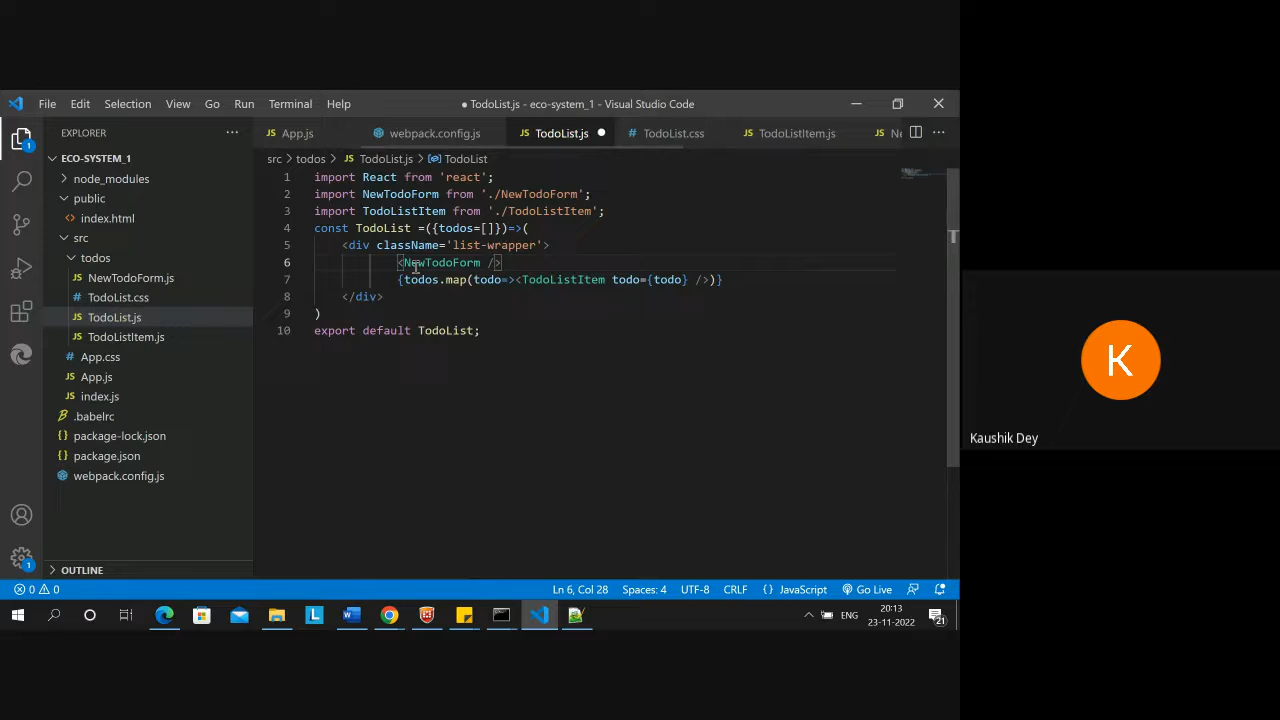 File Edit Selection View Go Run Terminal Help
● TodoList.js - eco-system_1 - Visual Studio Code
EXPLORER
App.js webpack.config.js TodoList.js TodoList.css TodoListItem.js Ne
ECO-SYSTEM_1
node_modules
public
index.html
src
todos
NewTodoForm.js
TodoList.css
TodoList.js
TodoListItem.js
App.css
App.js
index.js
.babelrc
package-lock.json
package.json
webpack.config.js
OUTLINE
src > todos > JS TodoList.js > TodoList
1 import React from 'react';
2 import NewTodoForm from './NewTodoForm';
3 import TodoListItem from './TodoListItem';
4 const TodoList =({todos=[]})=>(
5 <div className='list-wrapper'>
6 <NewTodoForm />
7 {todos.map(todo=><TodoListItem todo={todo} />)}
8 </div>
9 )
10 export default TodoList;
0 0 Ln 6, Col 28 Spaces: 4 UTF-8 CRLF {} JavaScript Go Live
ENG 20:13
23-11-2022 21
K
Kaushik Dey